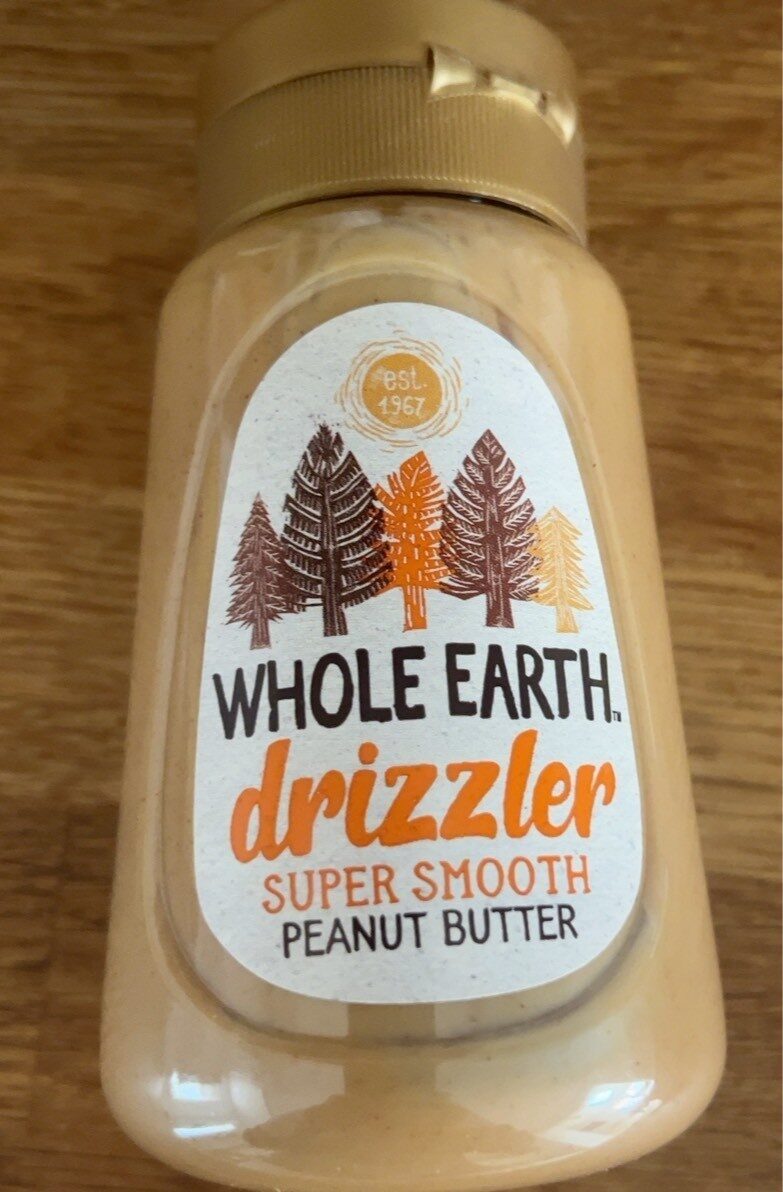 est.
1967
WHOLE EARTH™
drizzler
SUPER SMOOTH
PEANUT BUTTER